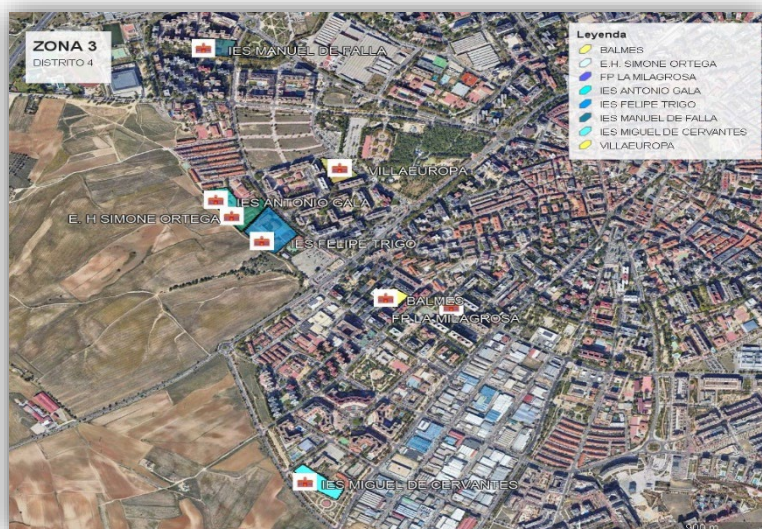 ZONA 3
DISTRITO 4
Leyenda
BALMES
E.H. SIMONE ORTEGA
FP LA MILAGROSA
IES ANTONIO GALA
IES FELIPE TRIGO
IES MANUEL DE FALLA
IES MIGUEL DE CERVANTES
VILLAEUROPA
IES MANUEL DE FALLA
VILLAEUROPA
IES ANTONIO GALA
E. H SIMONE ORTEGA
IES FELIPE TRIGO
BALMES
FP LA MILAGROSA
IES MIGUEL DE CERVANTES
900 m